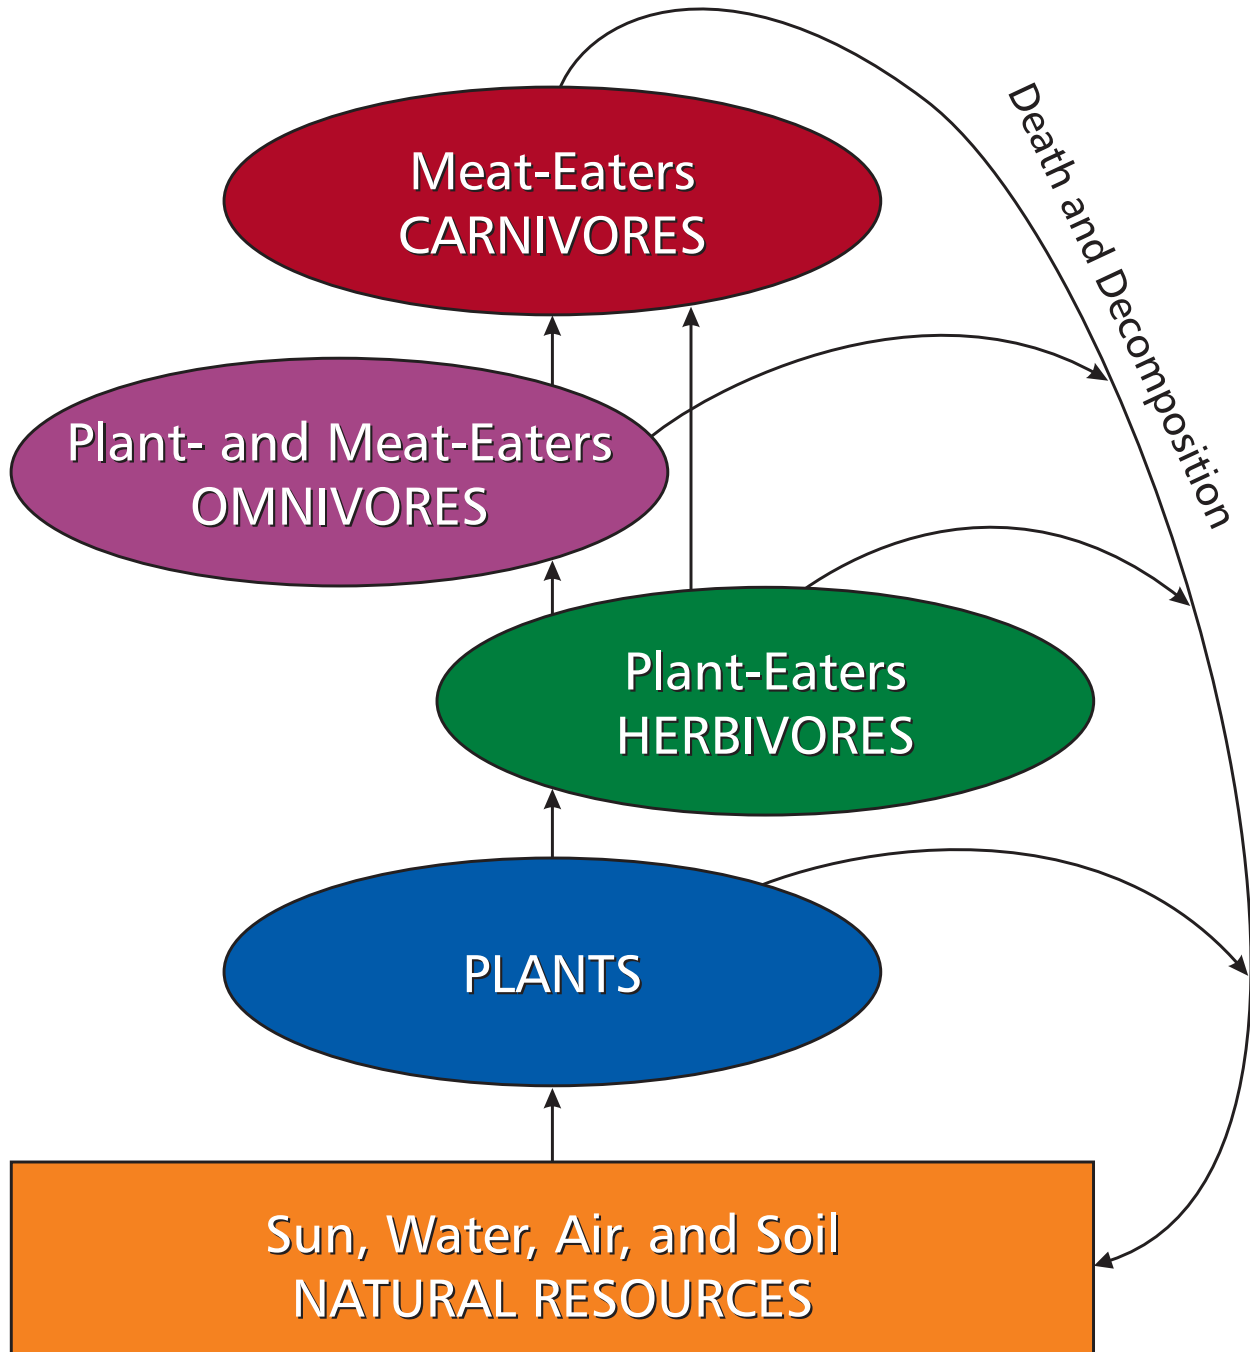 Meat-Eaters
CARNIVORES
Death and Decomposition
Plant- and Meat-Eaters
OMNIVORES
Plant-Eaters
HERBIVORES
PLANTS
Sun, Water, Air, and Soil
NATURAL RESOURCES